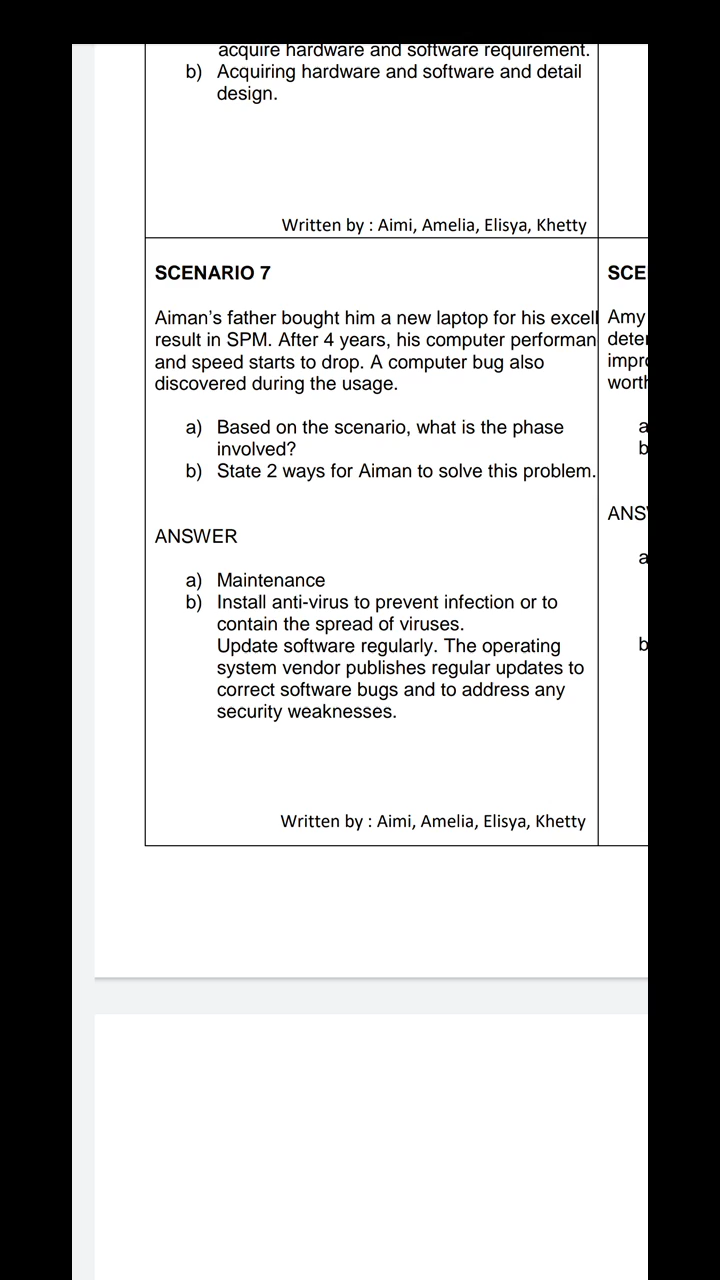 acquire hardware and software requirement.
b) Acquiring hardware and software and detail
design.
Written by : Aimi, Amelia, Elisya, Khetty
SCENARIO 7
Aiman's father bought him a new laptop for his excell
result in SPM. After 4 years, his computer performan
and speed starts to drop. A computer bug also
discovered during the usage.
a) Based on the scenario, what is the phase
involved?
b) State 2 ways for Aiman to solve this problem.
ANSWER
a) Maintenance
b) Install anti-virus to prevent infection or to
contain the spread of viruses.
Update software regularly. The operating
system vendor publishes regular updates to
correct software bugs and to address any
security weaknesses.
Written by : Aimi, Amelia, Elisya, Khetty
SCE
Amy
deter
impro
worth
a
b
ANS
a
b